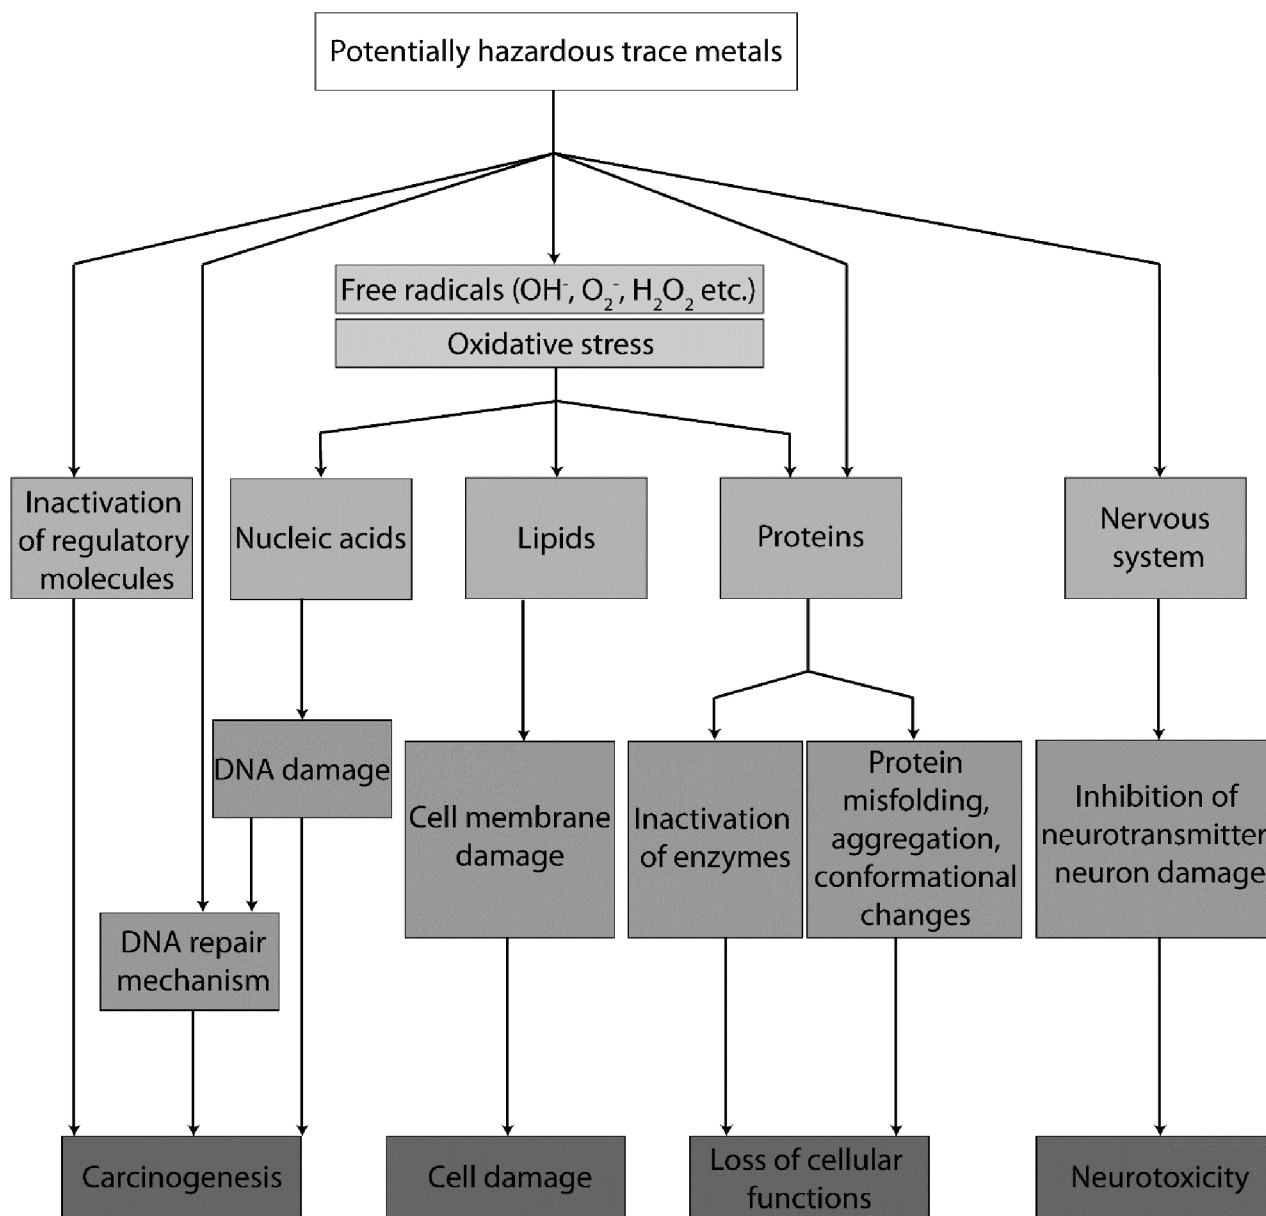 Potentially hazardous trace metals
Free radicals (OH⁻, O₂⁻, H₂O₂ etc.)
Oxidative stress
Inactivation
of regulatory
molecules
Nucleic acids
Lipids
Proteins
Nervous
system
DNA damage
Cell membrane
damage
Inactivation
of enzymes
Protein
misfolding,
aggregation,
conformational
changes
Inhibition of
neurotransmitter
neuron damage
DNA repair
mechanism
Carcinogenesis
Cell damage
Loss of cellular
functions
Neurotoxicity